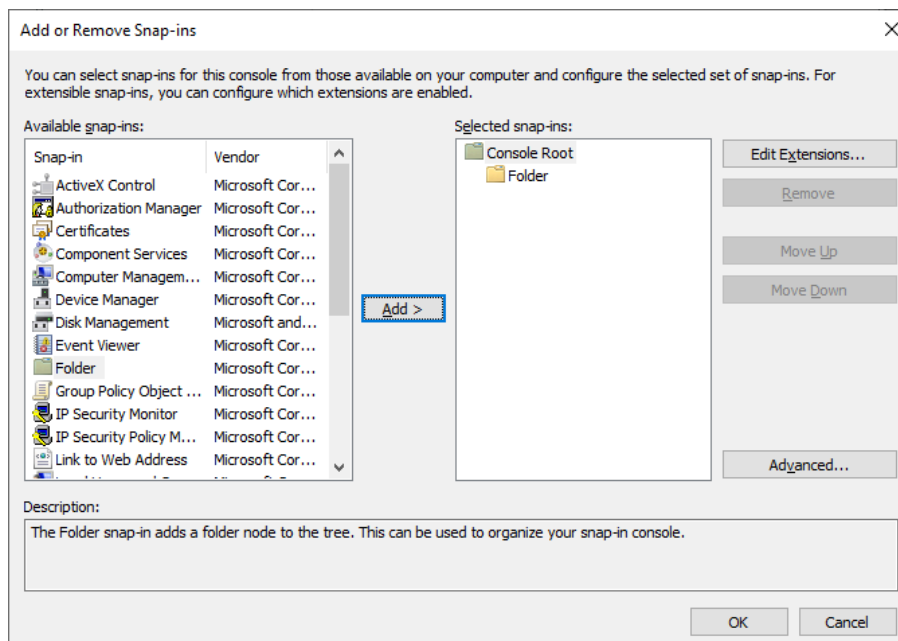 Add or Remove Snap-ins
You can select snap-ins for this console from those available on your computer and configure the selected set of snap-ins. For
extensible snap-ins, you can configure which extensions are enabled.
Available snap-ins:
Selected snap-ins:
Snap-in Vendor
ActiveX Control Microsoft Cor...
Authorization Manager Microsoft Cor...
Certificates Microsoft Cor...
Component Services Microsoft Cor...
Computer Managem... Microsoft Cor...
Device Manager Microsoft Cor...
Disk Management Microsoft and...
Event Viewer Microsoft Cor...
Folder Microsoft Cor...
Group Policy Object ... Microsoft Cor...
IP Security Monitor Microsoft Cor...
IP Security Policy M... Microsoft Cor...
Link to Web Address Microsoft Cor...
Add >
Console Root
Folder
Edit Extensions...
Remove
Move Up
Move Down
Advanced...
Description:
The Folder snap-in adds a folder node to the tree. This can be used to organize your snap-in console.
OK
Cancel